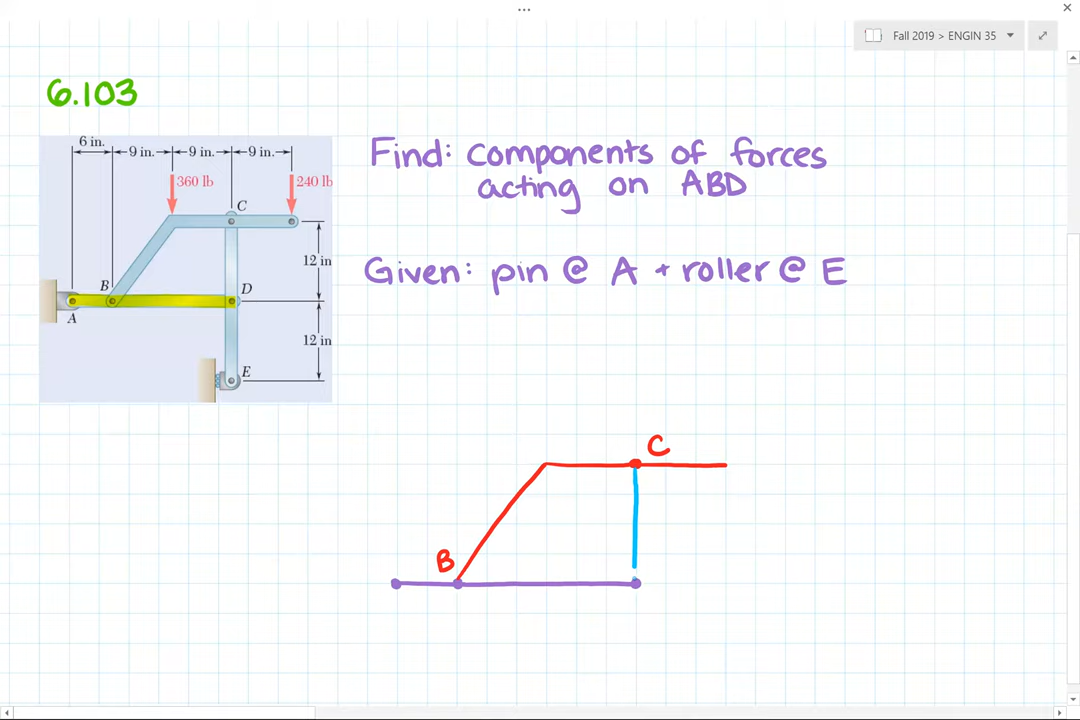 ...
Fall 2019 > ENGIN 35
6.103
6 in.
9 in.
9 in.
9 in.
360 lb
240 lb
C
12 in
B
D
A
12 in
E
Find: components of forces
acting on ABD
Given: pin @ A + roller @ E
C
B